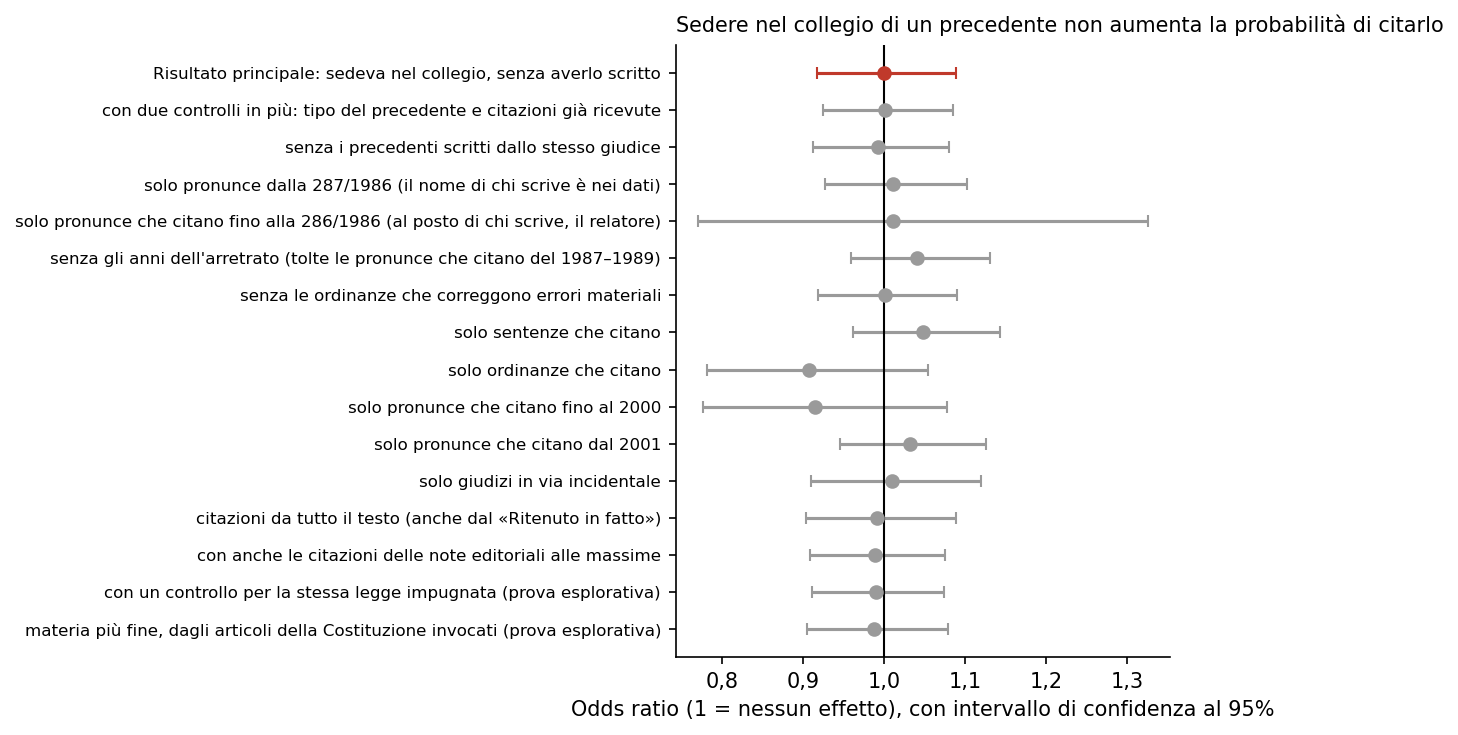 Sedere nel collegio di un precedente non aumenta la probabilità di citarlo
Risultato principale: sedeva nel collegio, senza averlo scritto
con due controlli in più: tipo del precedente e citazioni già ricevute
senza i precedenti scritti dallo stesso giudice
solo pronunce dalla 287/1986 (il nome di chi scrive è nei dati)
solo pronunce che citano fino alla 286/1986 (al posto di chi scrive, il relatore)
senza gli anni dell'arretrato (tolte le pronunce che citano del 1987–1989)
senza le ordinanze che correggono errori materiali
solo sentenze che citano
solo ordinanze che citano
solo pronunce che citano fino al 2000
solo pronunce che citano dal 2001
solo giudizi in via incidentale
citazioni da tutto il testo (anche dal «Ritenuto in fatto»)
con anche le citazioni delle note editoriali alle massime
con un controllo per la stessa legge impugnata (prova esplorativa)
materia più fine, dagli articoli della Costituzione invocati (prova esplorativa)
0,8 0,9 1,0 1,1 1,2 1,3
Odds ratio (1 = nessun effetto), con intervallo di confidenza al 95%